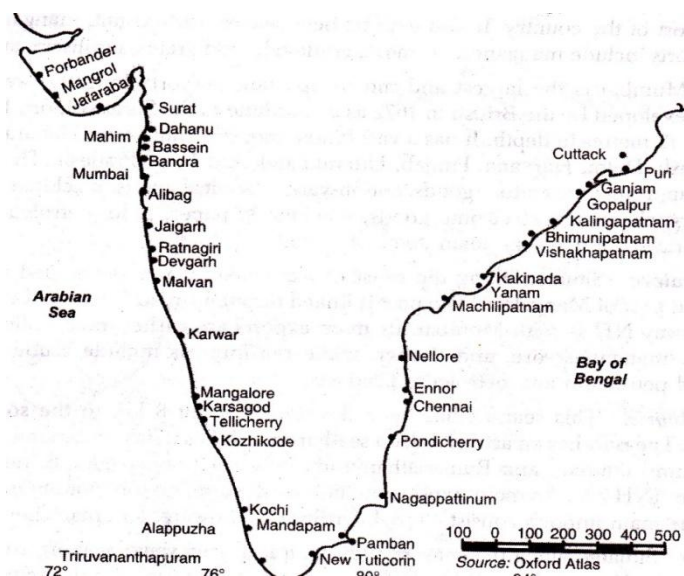 Porbander
Mangrol
Jafarabad
Surat
Dahanu
Mahim
Bassein
Bandra
Mumbai
Alibag
Jaigarh
Ratnagiri
Devgarh
Malvan
Arabian
Sea
Karwar
Mangalore
Karsagod
Tellicherry
Kozhikode
Kochi
Alappuzha
Mandapam
Thiruvananthapuram
Pamban
New Tuticorin
Cuttack
Puri
Ganjam
Gopalpur
Kalingapatnam
Bhimunipatnam
Vishakhapatnam
Kakinada
Yanam
Machilipatnam
Nellore
Bay of
Bengal
Ennor
Chennai
Pondicherry
Nagappattinum
100 0 100 200 300 400 500
Source: Oxford Atlas
72° 76° 80° 84°